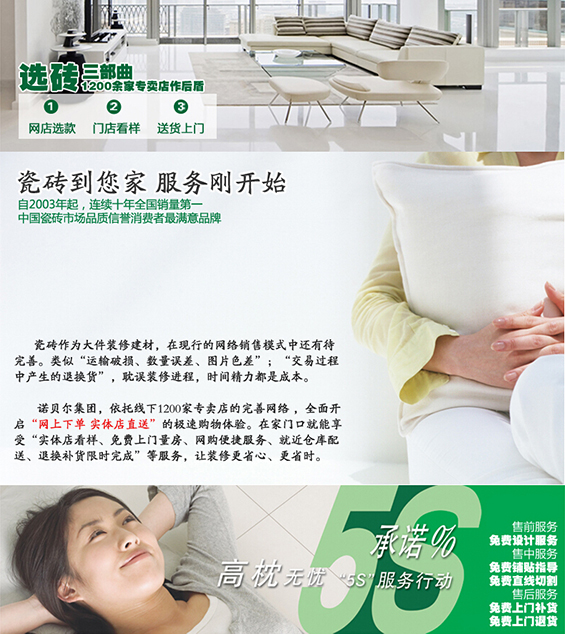 选砖 三部曲
1200余家专卖店作后盾
1 2 3
网店选款 门店看样 送货上门
瓷砖到您家 服务刚开始
自2003年起，连续十年全国销量第一
中国瓷砖市场品质信誉消费者最满意品牌
瓷砖作为大件装修建材，在现行的网络销售模式中还有待
完善。类似“运输破损、数量误差、图片色差”；“交易过程
中产生的退换货”，耽误装修进程，时间精力都是成本。
诺贝尔集团，依托线下1200家专卖店的完善网络，全面开
启“网上下单 实体店直送”的极速购物体验。在家门口就能享
受“实体店看样、免费上门量房、网购便捷服务、就近仓库配
送、退换补货限时完成”等服务，让装修更省心、更省时。
5S
承诺%
高枕无忧 “5S”服务行动
售前服务
免费设计服务
售中服务
免费铺贴指导
免费直线切割
售后服务
免费上门补货
免费上门退货